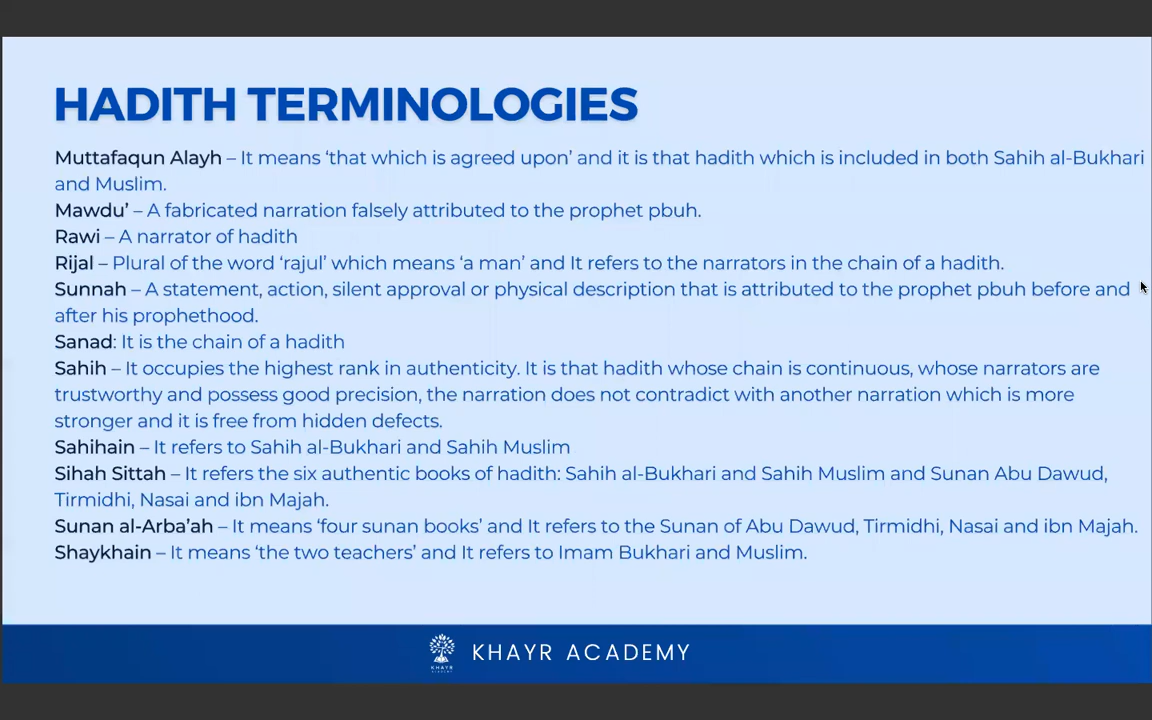 HADITH TERMINOLOGIES
Muttafaqun Alayh – It means ‘that which is agreed upon’ and it is that hadith which is included in both Sahih al-Bukhari
and Muslim.
Mawdu’ – A fabricated narration falsely attributed to the prophet pbuh.
Rawi – A narrator of hadith
Rijal – Plural of the word ‘rajul’ which means ‘a man’ and It refers to the narrators in the chain of a hadith.
Sunnah – A statement, action, silent approval or physical description that is attributed to the prophet pbuh before and
after his prophethood.
Sanad: It is the chain of a hadith
Sahih – It occupies the highest rank in authenticity. It is that hadith whose chain is continuous, whose narrators are
trustworthy and possess good precision, the narration does not contradict with another narration which is more
stronger and it is free from hidden defects.
Sahihain – It refers to Sahih al-Bukhari and Sahih Muslim
Sihah Sittah – It refers the six authentic books of hadith: Sahih al-Bukhari and Sahih Muslim and Sunan Abu Dawud,
Tirmidhi, Nasai and ibn Majah.
Sunan al-Arba’ah – It means ‘four sunan books’ and It refers to the Sunan of Abu Dawud, Tirmidhi, Nasai and ibn Majah.
Shaykhain – It means ‘the two teachers’ and It refers to Imam Bukhari and Muslim.
KHAYR ACADEMY
KHAYR
ACADEMY